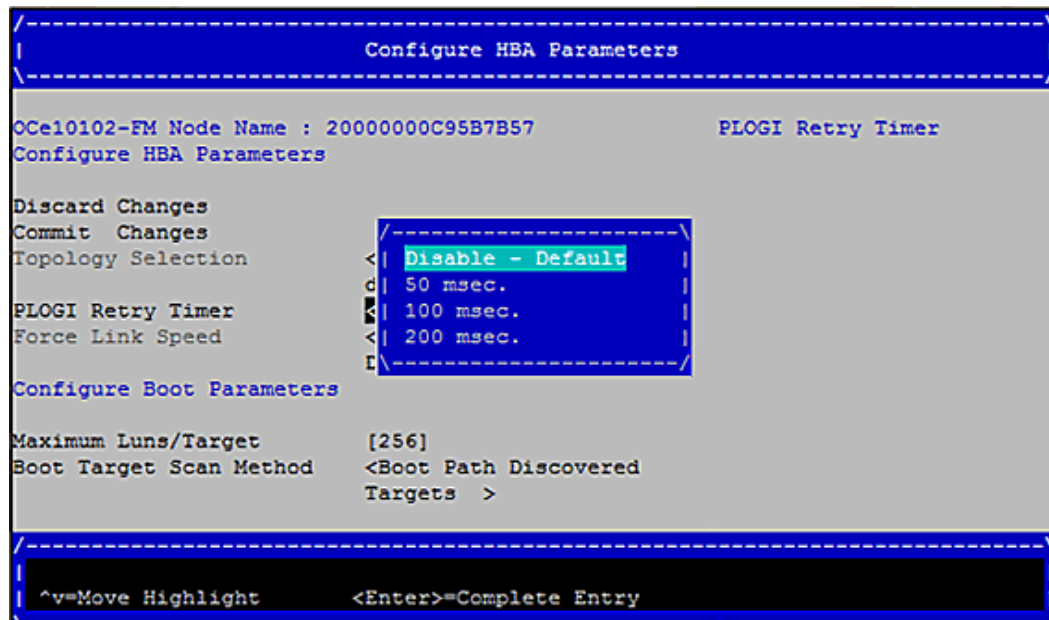 /------------------------------------------------------------------------------\
| Configure HBA Parameters
\------------------------------------------------------------------------------/
OCe10102-FM Node Name : 20000000C95B7B57 PLOGI Retry Timer
Configure HBA Parameters
Discard Changes
Commit Changes
/----------------------\
Topology Selection <| Disable - Default |
d| 50 msec. |
PLOGI Retry Timer <| 100 msec. |
Force Link Speed <| 200 msec. |
\----------------------/
Configure Boot Parameters
Maximum Luns/Target [256]
Boot Target Scan Method <Boot Path Discovered
Targets >
/------------------------------------------------------------------------------\
|
| ^v=Move Highlight <Enter>=Complete Entry